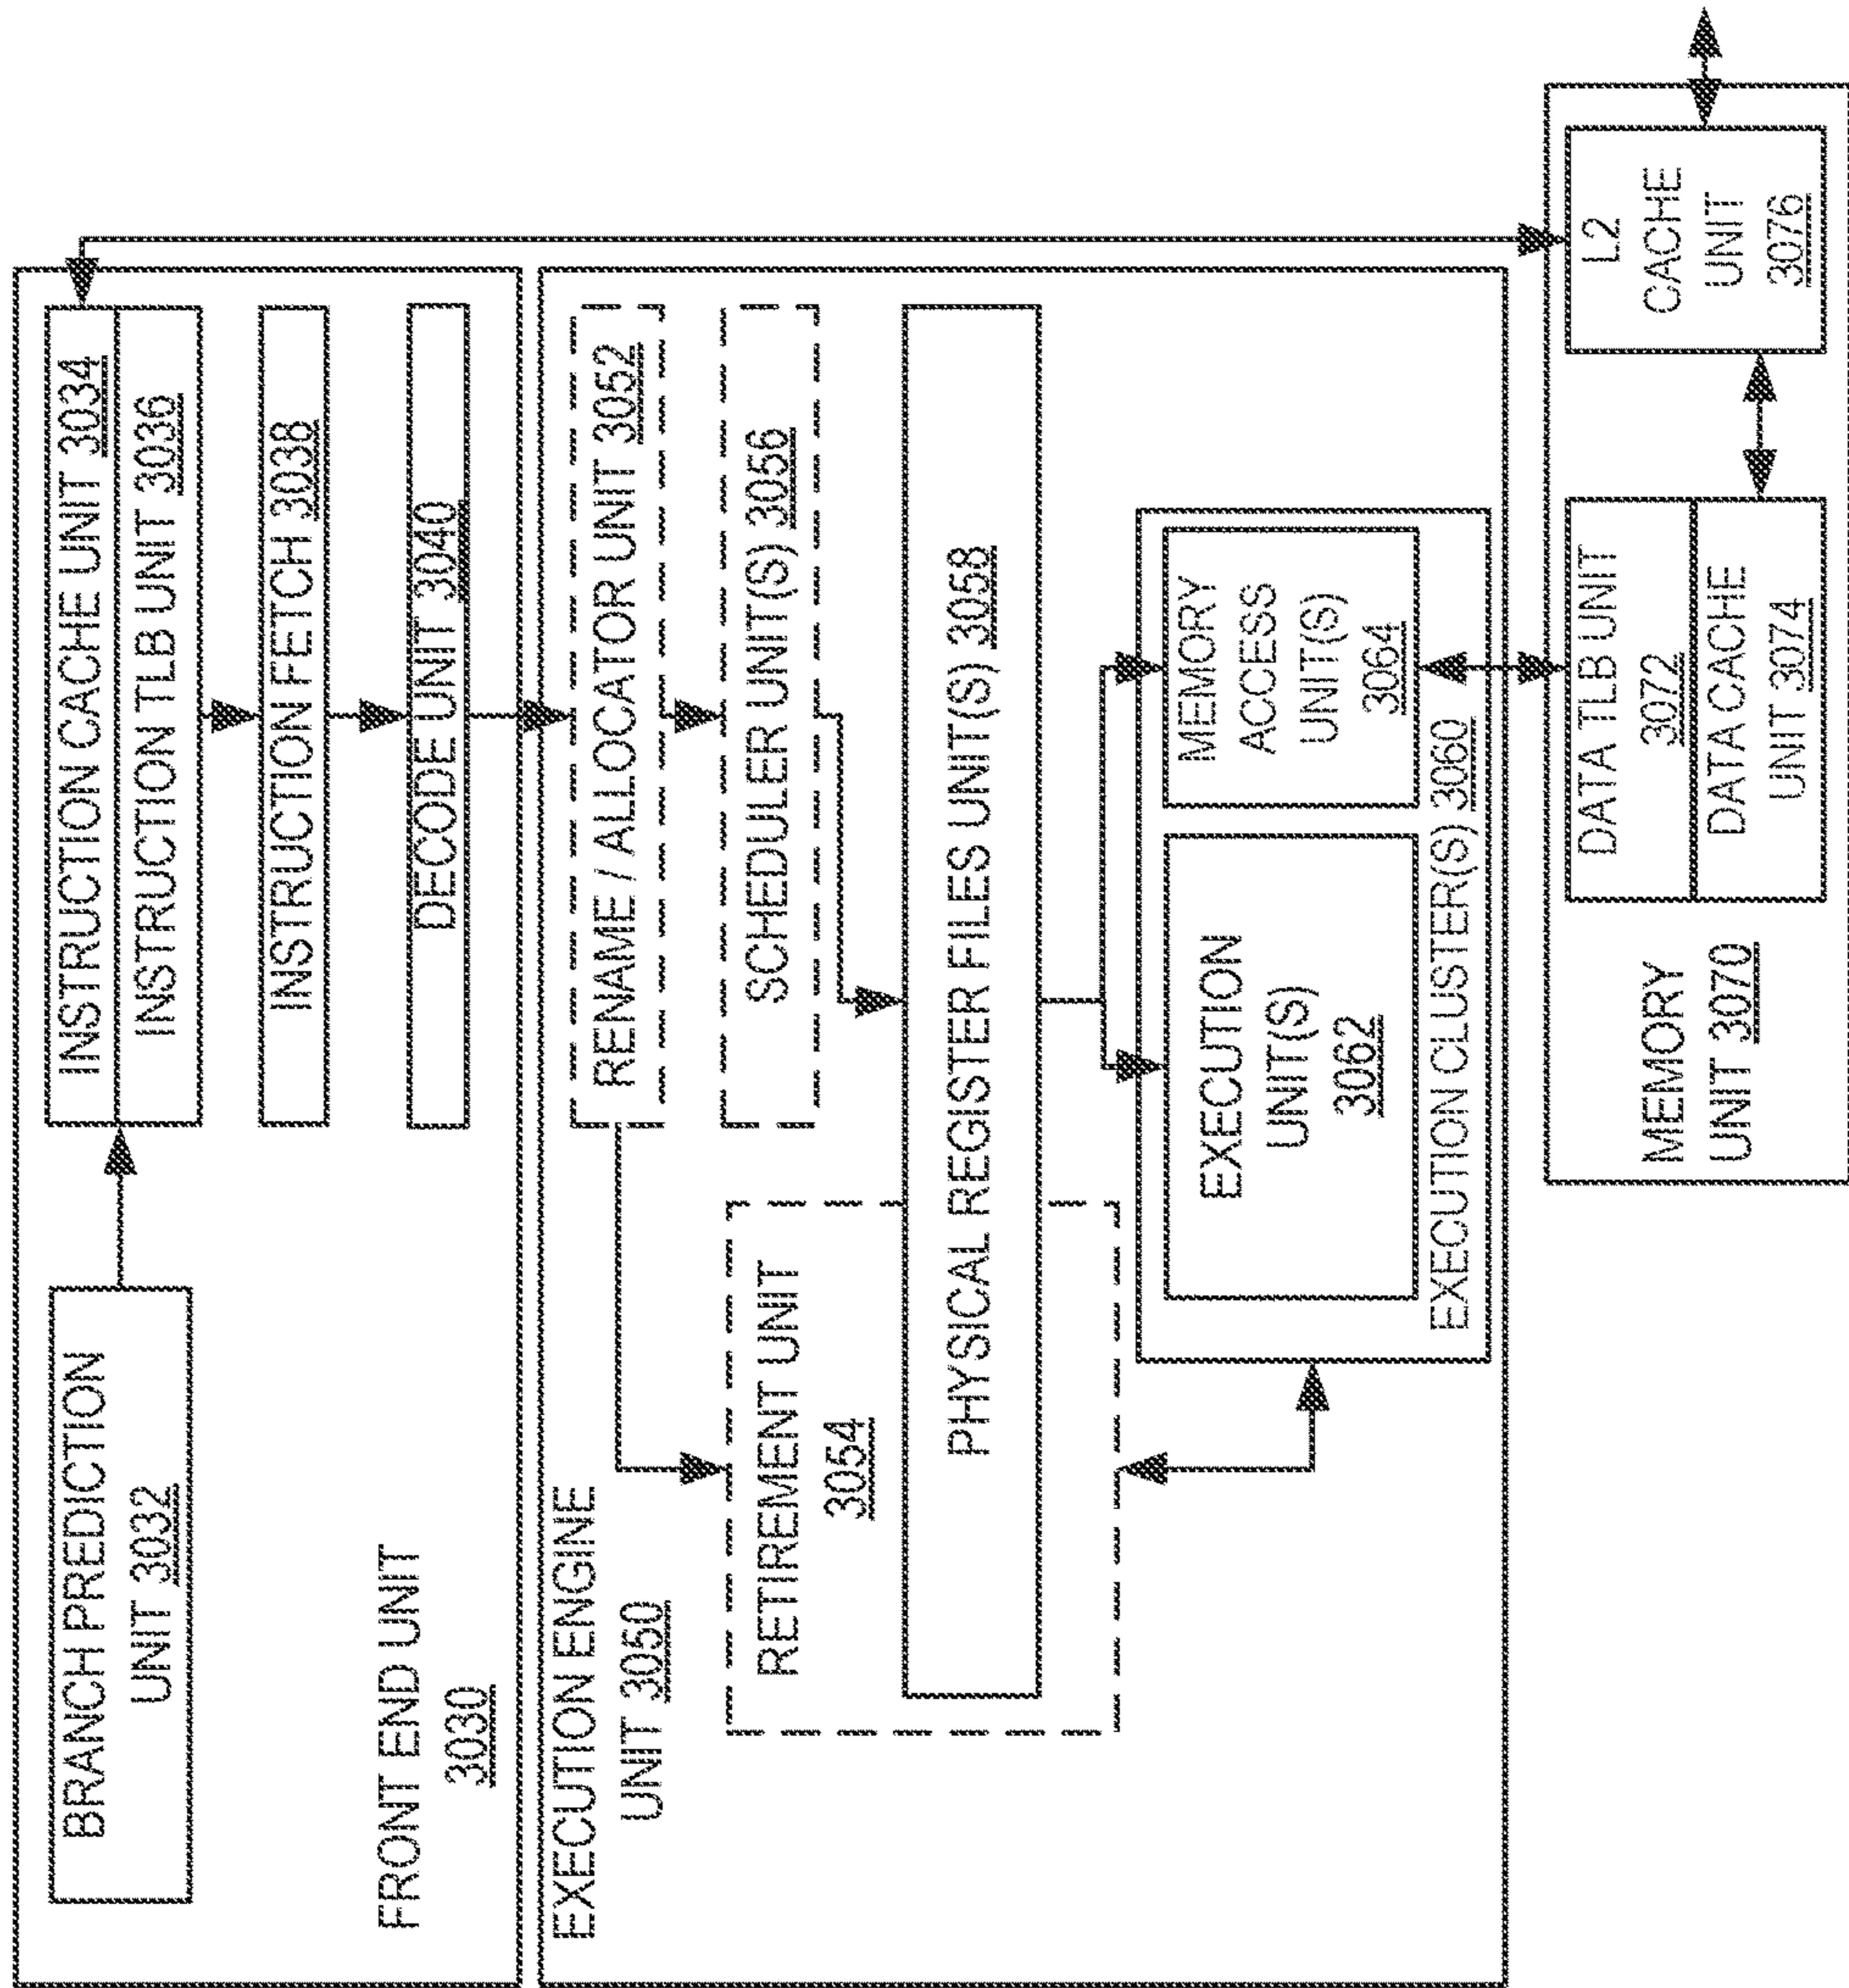 BRANCH PREDICTION
UNIT 3032
INSTRUCTION CACHE UNIT 3034
INSTRUCTION TLB UNIT 3036
INSTRUCTION FETCH 3038
DECODE UNIT 3040
FRONT END UNIT
3030
EXECUTION ENGINE
UNIT 3050
RENAME / ALLOCATOR UNIT 3052
SCHEDULER UNIT(S) 3056
RETIREMENT UNIT
3054
PHYSICAL REGISTER FILES UNIT(S) 3058
EXECUTION
UNIT(S)
3062
MEMORY
ACCESS
UNIT(S)
3064
EXECUTION CLUSTER(S) 3060
MEMORY
UNIT 3070
DATA TLB UNIT
3072
DATA CACHE
UNIT 3074
L2
CACHE
UNIT
3076